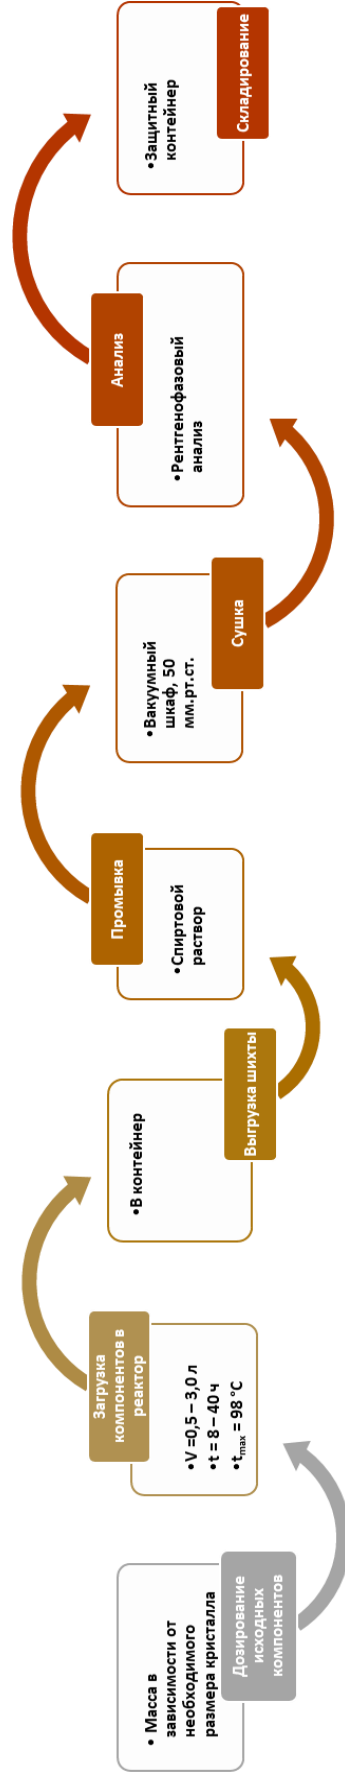 • Масса в
зависимости от
необходимого
размера кристалла
Дозирование
исходных
компонентов
Загрузка
компонентов в
реактор
•V =0,5 – 3,0 л
•t = 8 – 40 ч
•tmax = 98 °C
•В контейнер
Выгрузка шихты
Промывка
•Спиртовой
раствор
•Вакуумный
шкаф, 50
мм.рт.ст.
Сушка
Анализ
•Рентгенофазовый
анализ
•Защитный
контейнер
Складирование